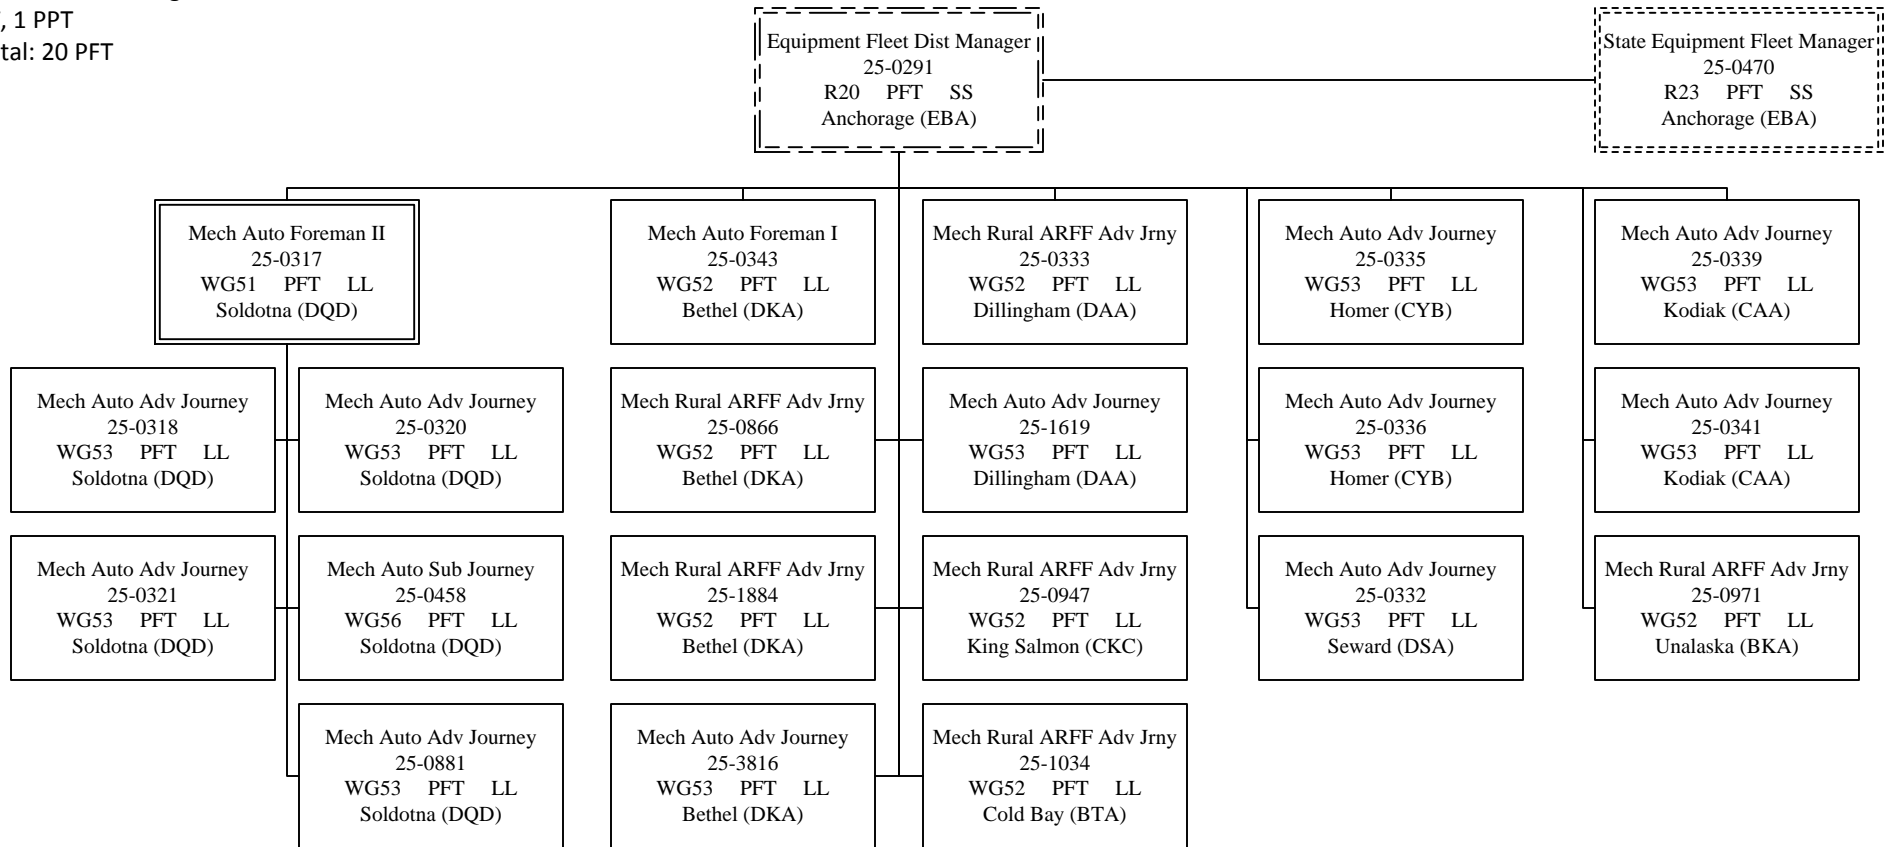 , 1 PPT
tal: 20 PFT
Equipment Fleet Dist Manager
25-0291
R20 PFT SS
Anchorage (EBA)
State Equipment Fleet Manager
25-0470
R23 PFT SS
Anchorage (EBA)
Mech Auto Foreman II
25-0317
WG51 PFT LL
Soldotna (DQD)
Mech Auto Foreman I
25-0343
WG52 PFT LL
Bethel (DKA)
Mech Rural ARFF Adv Jrny
25-0333
WG52 PFT LL
Dillingham (DAA)
Mech Auto Adv Journey
25-0335
WG53 PFT LL
Homer (CYB)
Mech Auto Adv Journey
25-0339
WG53 PFT LL
Kodiak (CAA)
Mech Auto Adv Journey
25-0318
WG53 PFT LL
Soldotna (DQD)
Mech Auto Adv Journey
25-0320
WG53 PFT LL
Soldotna (DQD)
Mech Rural ARFF Adv Jrny
25-0866
WG52 PFT LL
Bethel (DKA)
Mech Auto Adv Journey
25-1619
WG53 PFT LL
Dillingham (DAA)
Mech Auto Adv Journey
25-0336
WG53 PFT LL
Homer (CYB)
Mech Auto Adv Journey
25-0341
WG53 PFT LL
Kodiak (CAA)
Mech Auto Adv Journey
25-0321
WG53 PFT LL
Soldotna (DQD)
Mech Auto Sub Journey
25-0458
WG56 PFT LL
Soldotna (DQD)
Mech Rural ARFF Adv Jrny
25-1884
WG52 PFT LL
Bethel (DKA)
Mech Rural ARFF Adv Jrny
25-0947
WG52 PFT LL
King Salmon (CKC)
Mech Auto Adv Journey
25-0332
WG53 PFT LL
Seward (DSA)
Mech Rural ARFF Adv Jrny
25-0971
WG52 PFT LL
Unalaska (BKA)
Mech Auto Adv Journey
25-0881
WG53 PFT LL
Soldotna (DQD)
Mech Auto Adv Journey
25-3816
WG53 PFT LL
Bethel (DKA)
Mech Rural ARFF Adv Jrny
25-1034
WG52 PFT LL
Cold Bay (BTA)